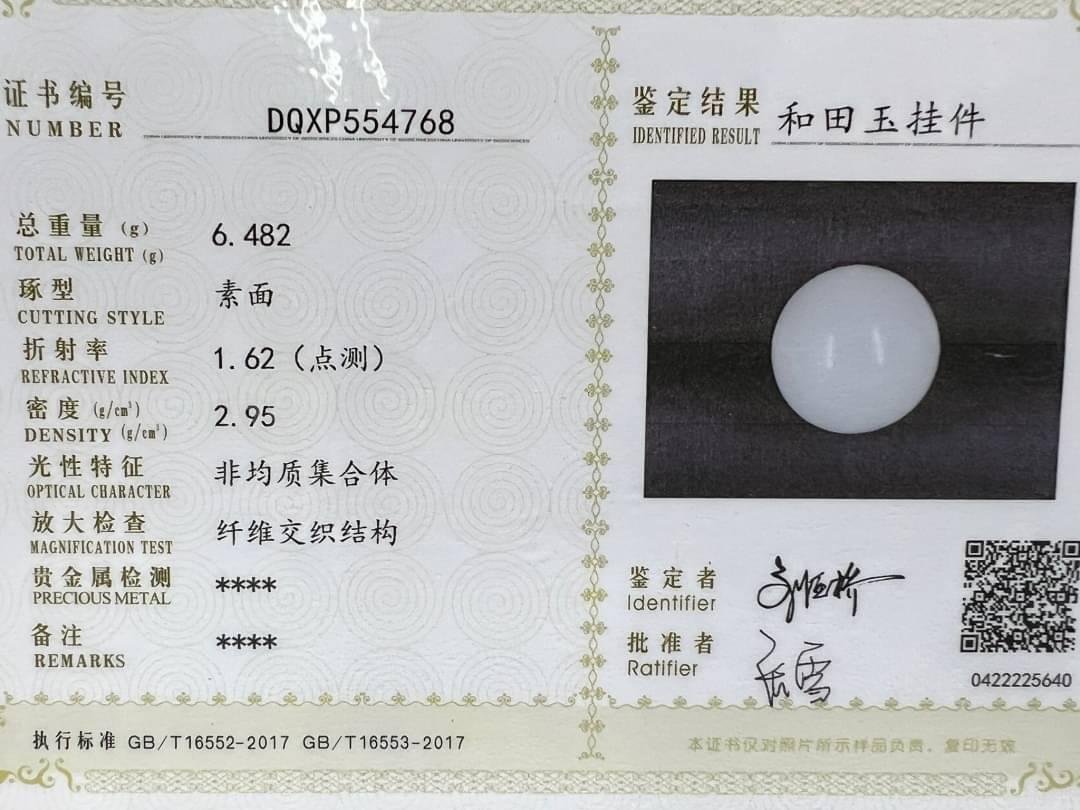 证书编号
NUMBER
DQXP554768
总重量 (g)
TOTAL WEIGHT (g)
6.482
琢型
CUTTING STYLE
素面
折射率
REFRACTIVE INDEX
1.62（点测）
密度 (g/cm³)
DENSITY (g/cm³)
2.95
光性特征
OPTICAL CHARACTER
非均质集合体
放大检查
MAGNIFICATION TEST
纤维交织结构
贵金属检测
PRECIOUS METAL
****
备注
REMARKS
****
执行标准 GB/T16552-2017 GB/T16553-2017
鉴定结果
IDENTIFIED RESULT
和田玉挂件
鉴定者
Identifier
批准者
Ratifier
0422225640
本证书仅对照片所示样品负责，复印无效